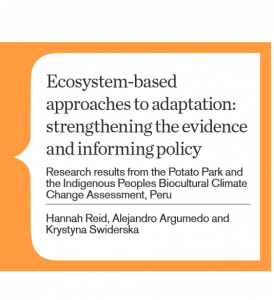 Ecosystem-based
approaches to adaptation:
strengthening the evidence
and informing policy
Research results from the Potato Park and
the Indigenous Peoples Biocultural Climate
Change Assessment, Peru
Hannah Reid, Alejandro Argumedo and
Krystyna Swiderska